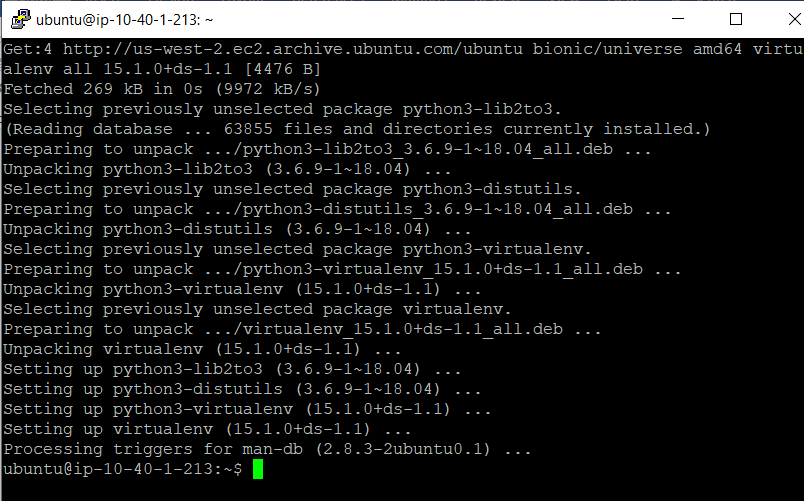 ubuntu@ip-10-40-1-213: ~
Get:4 http://us-west-2.ec2.archive.ubuntu.com/ubuntu bionic/universe amd64 virtu
alenv all 15.1.0+ds-1.1 [4476 B]
Fetched 269 kB in 0s (9972 kB/s)
Selecting previously unselected package python3-lib2to3.
(Reading database ... 63855 files and directories currently installed.)
Preparing to unpack .../python3-lib2to3_3.6.9-1~18.04_all.deb ...
Unpacking python3-lib2to3 (3.6.9-1~18.04) ...
Selecting previously unselected package python3-distutils.
Preparing to unpack .../python3-distutils_3.6.9-1~18.04_all.deb ...
Unpacking python3-distutils (3.6.9-1~18.04) ...
Selecting previously unselected package python3-virtualenv.
Preparing to unpack .../python3-virtualenv_15.1.0+ds-1.1_all.deb ...
Unpacking python3-virtualenv (15.1.0+ds-1.1) ...
Selecting previously unselected package virtualenv.
Preparing to unpack .../virtualenv_15.1.0+ds-1.1_all.deb ...
Unpacking virtualenv (15.1.0+ds-1.1) ...
Setting up python3-lib2to3 (3.6.9-1~18.04) ...
Setting up python3-distutils (3.6.9-1~18.04) ...
Setting up python3-virtualenv (15.1.0+ds-1.1) ...
Setting up virtualenv (15.1.0+ds-1.1) ...
Processing triggers for man-db (2.8.3-2ubuntu0.1) ...
ubuntu@ip-10-40-1-213:~$